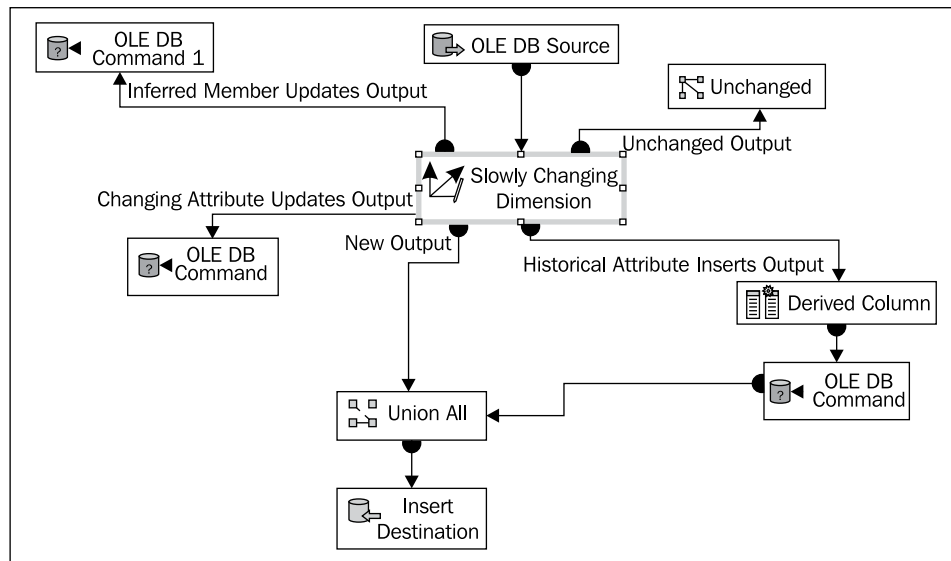 OLE DB
Command 1
OLE DB Source
Unchanged
Inferred Member Updates Output
Unchanged Output
Slowly Changing
Dimension
Changing Attribute Updates Output
New Output
OLE DB
Command
Historical Attribute Inserts Output
Derived Column
OLE DB
Command
Union All
Insert
Destination
?
?
?